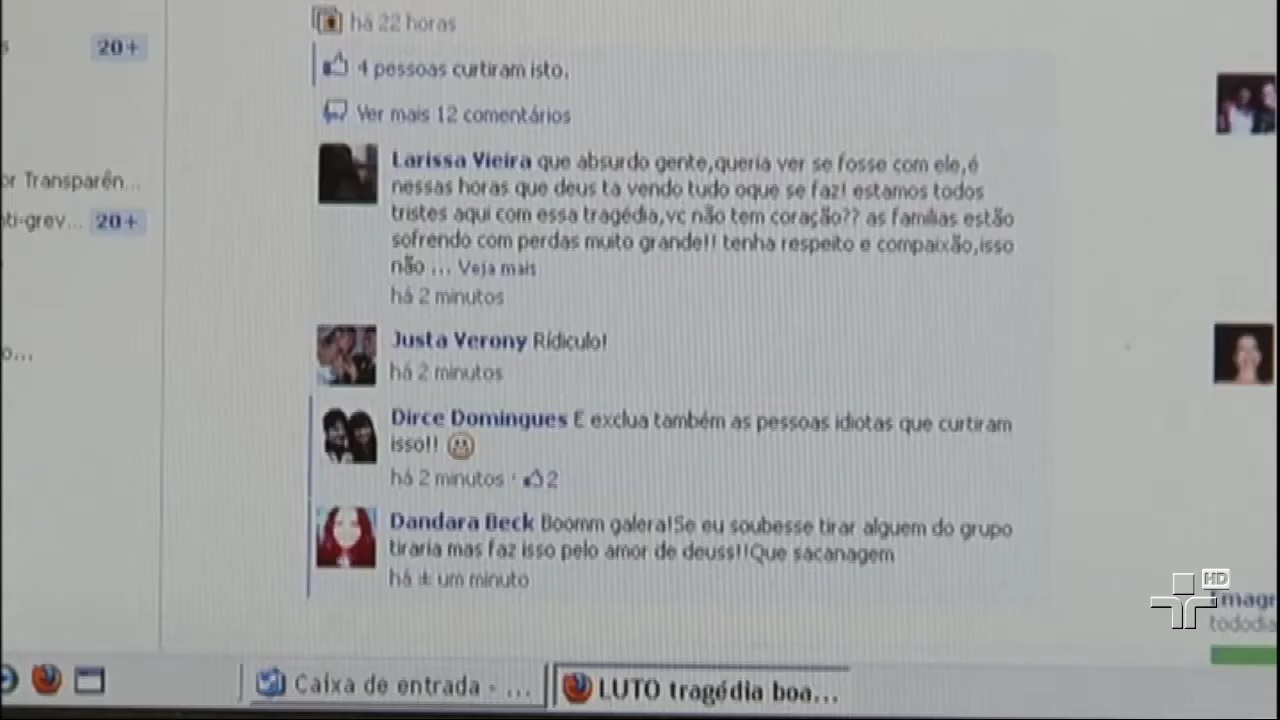 há 22 horas
20+
4 pessoas curtiram isto.
Ver mais 12 comentários
Larissa Vieira que absurdo gente,queria ver se fosse com ele,é
nessas horas que deus ta vendo tudo oque se faz! estamos todos
tristes aqui com essa tragédia,vc não tem coração?? as famílias estão
sofrendo com perdas muito grande!! tenha respeito e compaixão,isso
não ... Veja mais
há 2 minutos
or Transparên...
ti-grev... 20+
Justa Verony Rídiculo!
há 2 minutos
o...
Dirce Domingues E exclua também as pessoas idiotas que curtiram
isso!!
há 2 minutos · 2
Dandara Beck Boomm galera!Se eu soubesse tirar alguem do grupo
tiraria mas faz isso pelo amor de deuss!!Que sacanagem
há ± um minuto
HD
Emagr
tododia
Caixa de entrada - ...
LUTO tragédia boa...